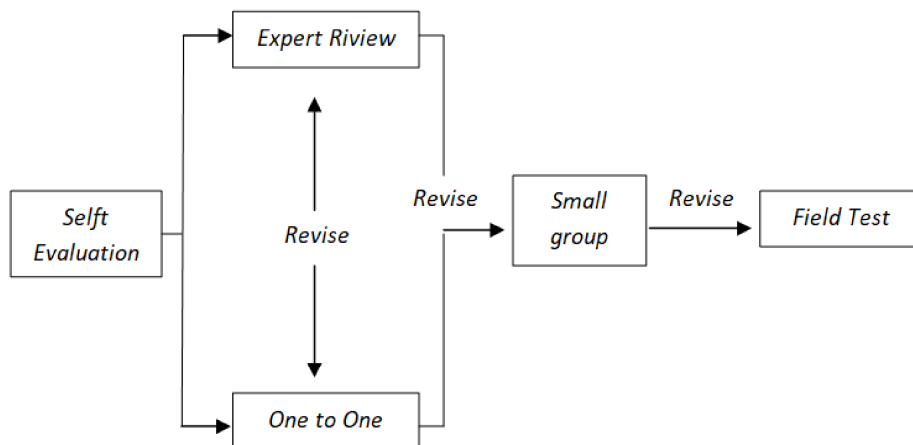 Expert Riview
Selft
Evaluation
Revise
One to One
Revise
Small
group
Revise
Field Test